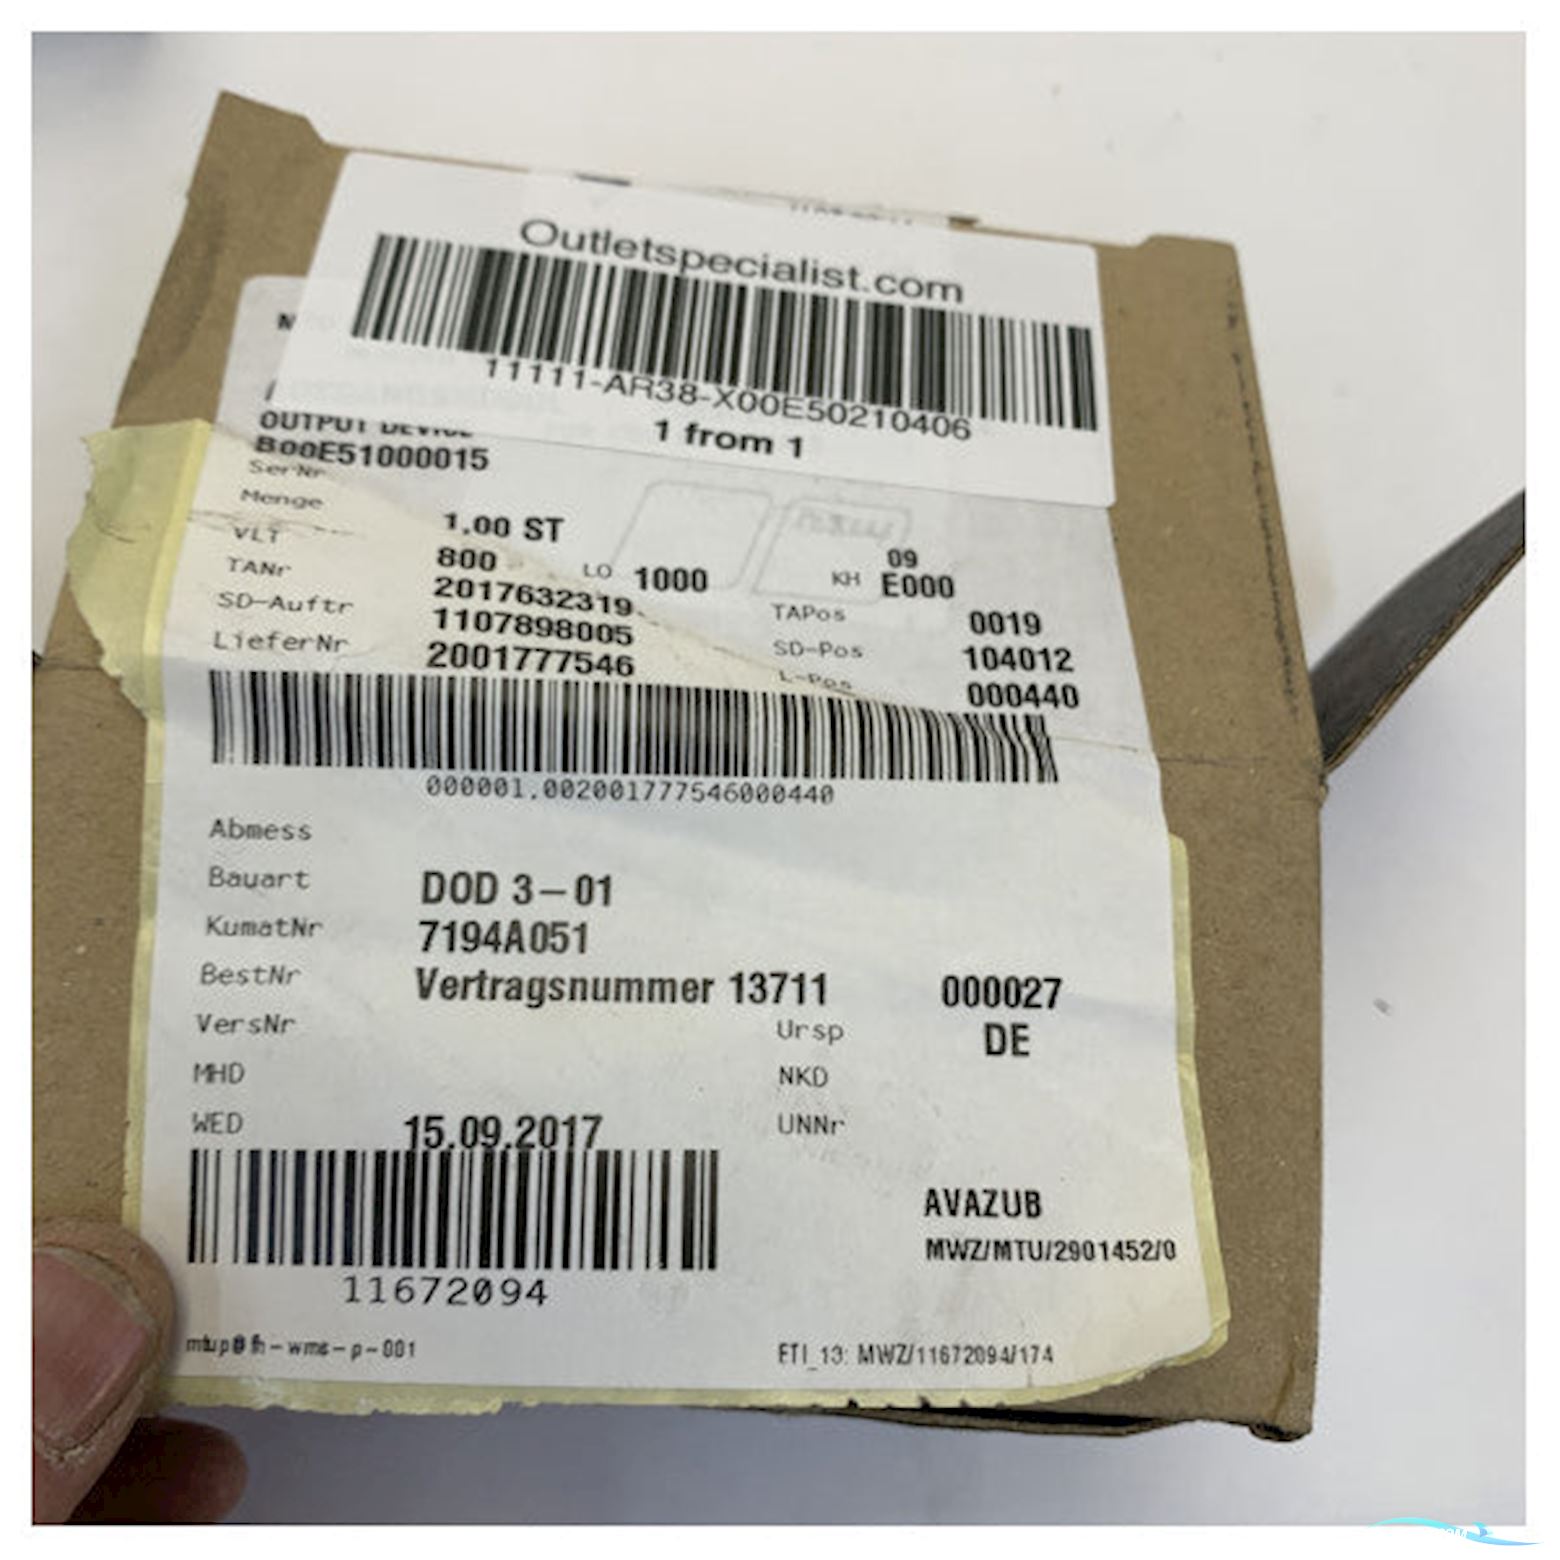 Outletspecialist.com
11111-AR38-X00E50210406
1 from 1
OUTPUT DEVICE
B00E51000015
SerNr
Menge 1.00 ST 09
VLT 800 LO 1000 KH E000
TANr 2017632319 TAPos 0019
SD-Auftr 1107898005 SD-Pos 104012
LieferNr 2001777546 L-Pos 000440
000001.002001777546000440
Abmess
Bauart DOD 3-01
KumatNr 7194A051
BestNr Vertragsnummer 13711 000027
VersNr Ursp DE
MHD NKD
WED 15.09.2017 UNNr
AVAZUB
MWZ/MTU/2901452/0
11672094
mtup@fh-wms-p-001 ETI_13: MWZ/11672094/174